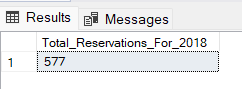 Results Messages
Total_Reservations_For_2018
1 577